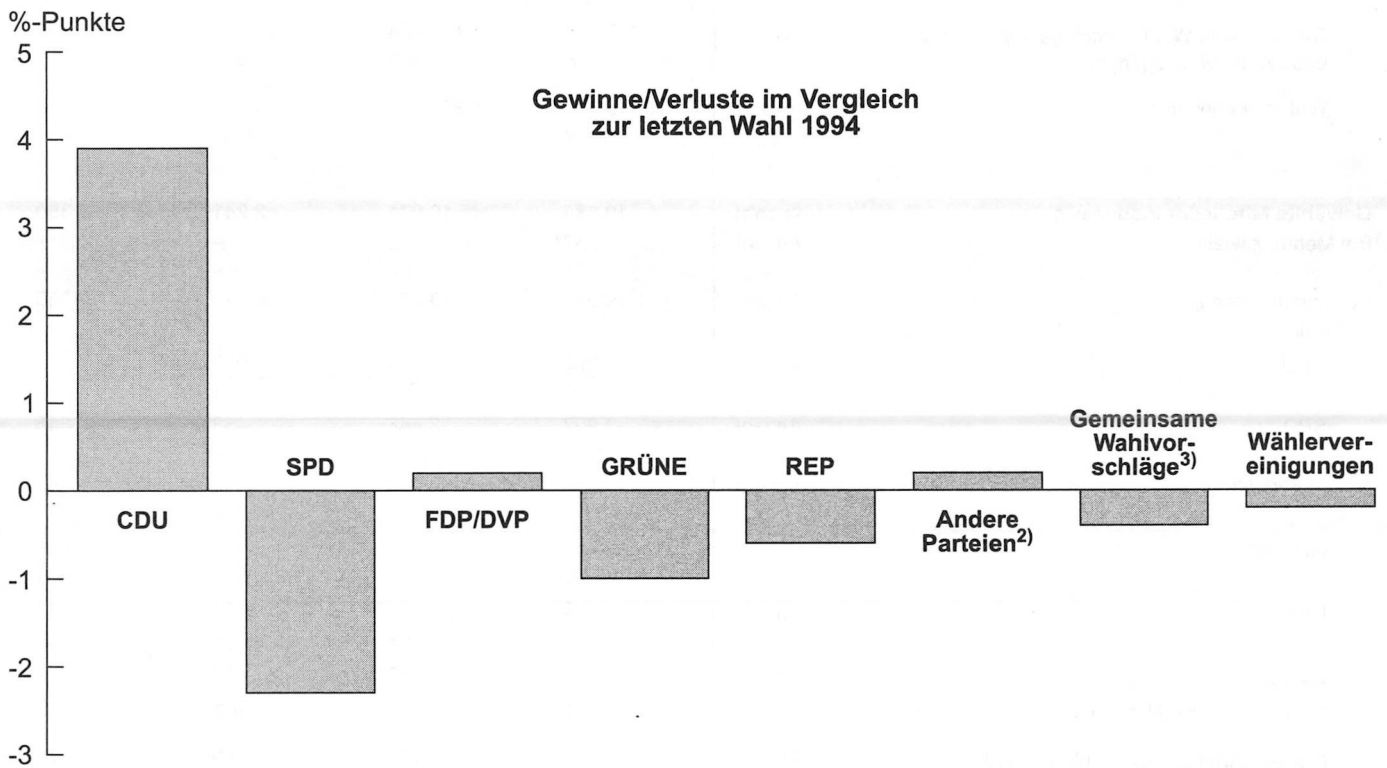 %-Punkte
5
4
3
2
1
0
-1
-2
-3
Gewinne/Verluste im Vergleich
zur letzten Wahl 1994
CDU
SPD
FDP/DVP
GRÜNE
REP
Andere
Parteien2)
Gemeinsame
Wahlvor-
schläge3)
Wählerver-
einigungen